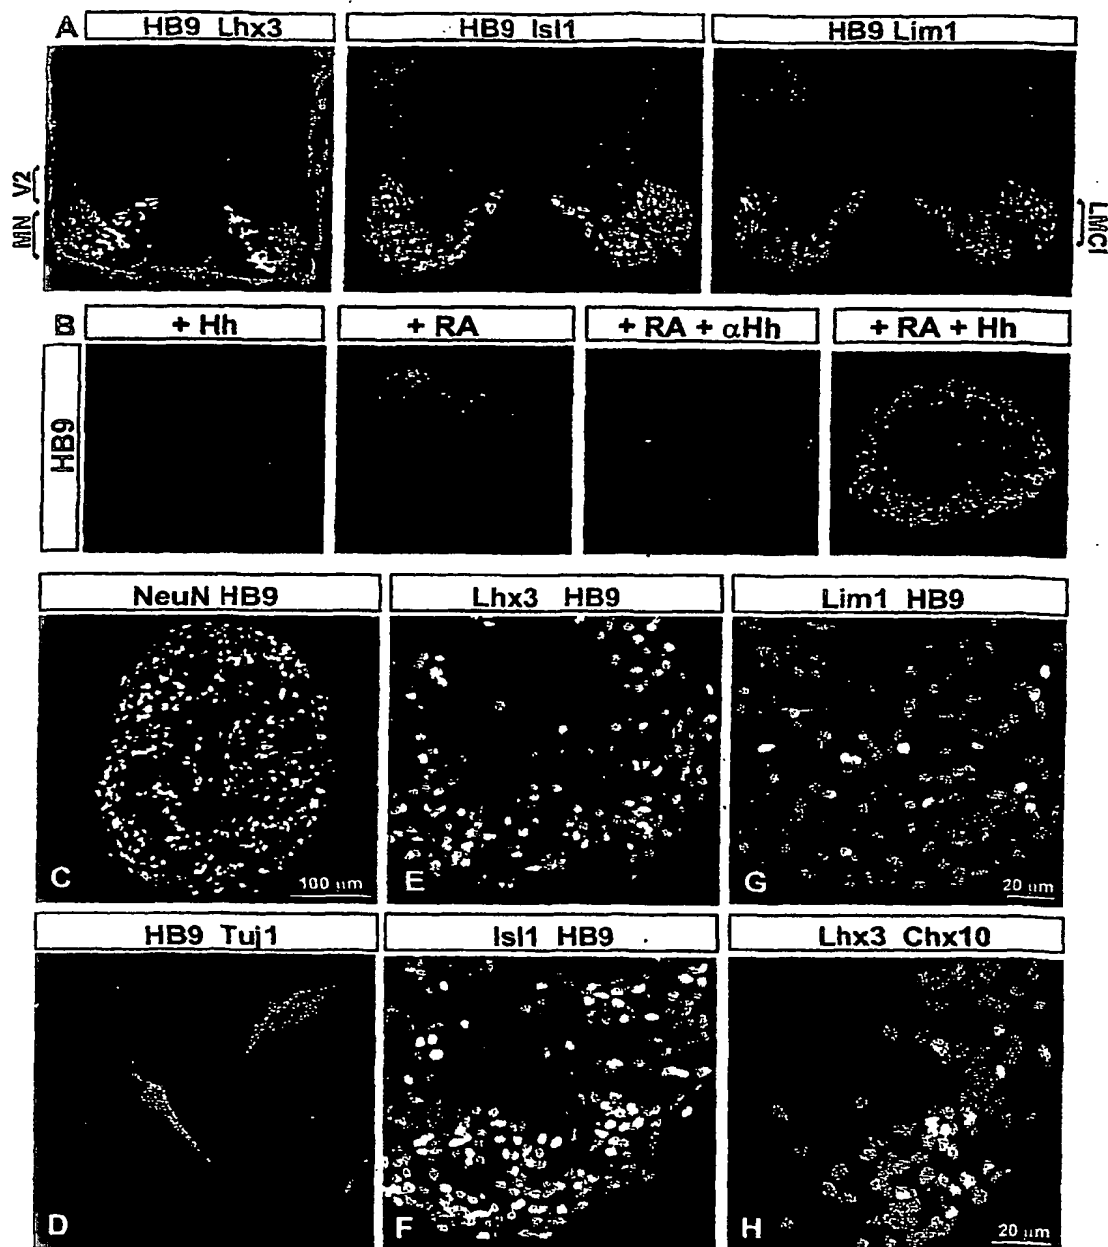 A HB9 Lhx3 HB9 Isl1 HB9 Lim1
V2
MN
LMCl
B + Hh + RA + RA + αHh + RA + Hh
HB9
NeuN HB9 Lhx3 HB9 Lim1 HB9
C 100 µm E G 20 µm
HB9 Tuj1 Isl1 HB9 Lhx3 Chx10
D F H 20 µm